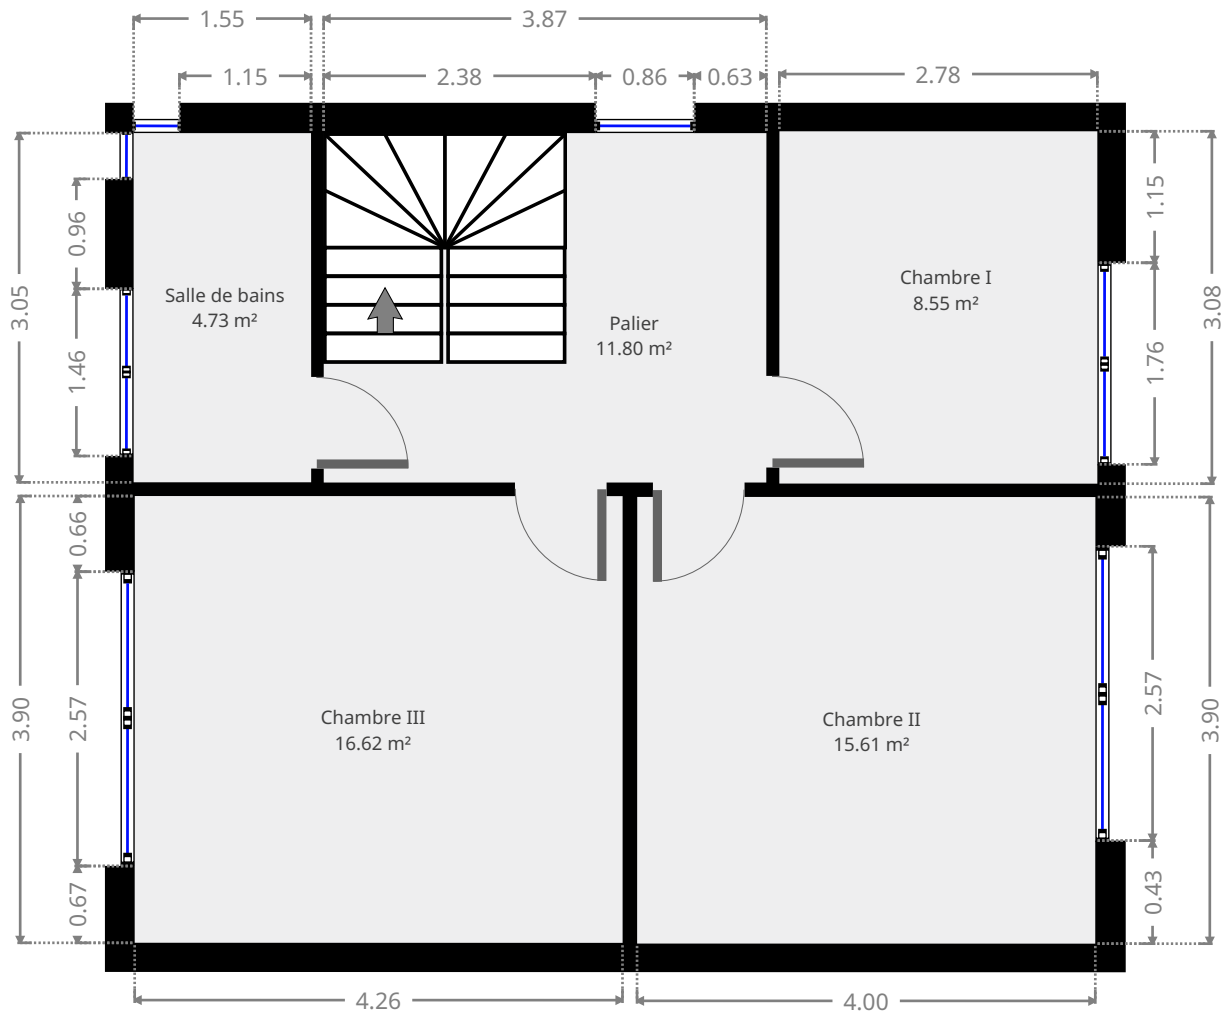 1.55
3.87
1.15
2.38
0.86
0.63
2.78
1.15
0.96
3.05
1.46
1.76
3.08
Salle de bains
4.73 m²
Palier
11.80 m²
Chambre I
8.55 m²
0.66
2.57
3.90
0.67
Chambre III
16.62 m²
Chambre II
15.61 m²
2.57
3.90
0.43
4.26
4.00